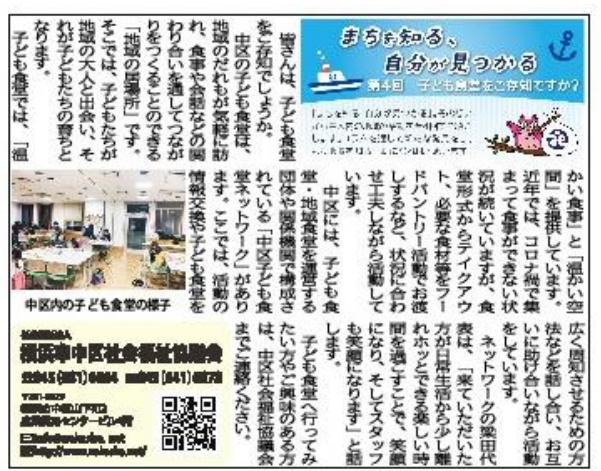 まちを知る、
自分が見つかる
第4回 子ども食堂をご存知ですか?
皆さんは、子ども食堂
をご存知でしょうか。
中区の子ども食堂は、
地域のだれもが気軽に訪
れ、食事や会話などの関
わり合いを通してつなが
りをつくることのできる
「地域の居場所」です。
そこでは、子どもたちが
地域の大人と出会い、そ
れが子どもたちの育ちと
なります。
子ども食堂では、「温
かい食事」と「温かい空
間」を提供しています。
近年では、コロナ禍で集
まって食事ができない状
況が続いていますが、食
堂形式からテイクアウ
ト、必要な食材等をフー
ドパントリー活動でお渡
しするなど、状況に合わ
せ工夫しながら活動して
います。
中区には、子ども食
堂・地域食堂を運営する
団体や関係機関で構成さ
れている「中区子ども食
堂ネットワーク」があり
ます。ここでは、活動の
情報交換や子ども食堂を
広く周知させるための方
法などを話し合い、お互
いに助け合いながら活動
をしています。
ネットワークの梁田代
表は、「来ていただいた
方が日常生活から少し離
れホッとできる楽しい時
間を過ごすことで、笑顔
になり、そしてスタッフ
も笑顔になります」と話
します。
子ども食堂へ行ってみ
たい方やご興味のある方
は、中区社会福祉協議会
までご連絡ください。
中区内の子ども食堂の様子
横浜市中区社会福祉協議会